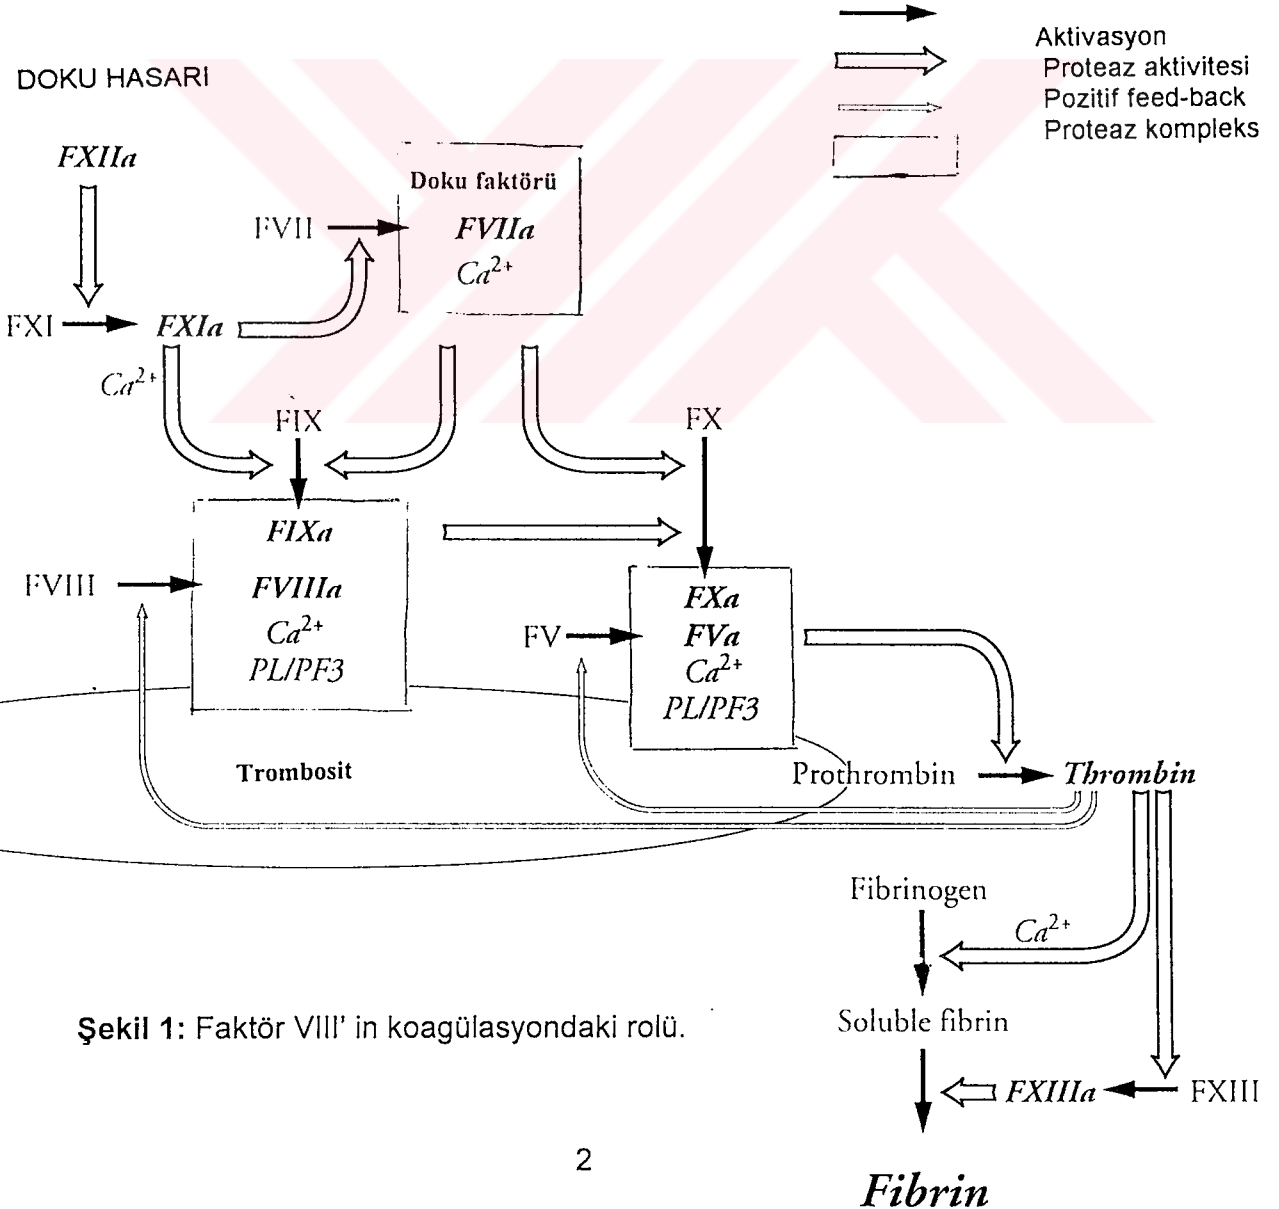 Aktivasyon
Proteaz aktivitesi
Pozitif feed-back
Proteaz kompleks
DOKU HASARI
FXIIa
Doku faktörü
FVII
FVIIa
Ca2+
FXI
FXIa
Ca2+
FIX
FX
FIXa
FVIII
FVIIIa
Ca2+
PL/PF3
FXa
FV
FVa
Ca2+
PL/PF3
Trombosit
Prothrombin
Thrombin
Fibrinogen
Ca2+
Şekil 1: Faktör VIII' in koagülasyondaki rolü.
Soluble fibrin
FXIIIa
FXIII
2
Fibrin